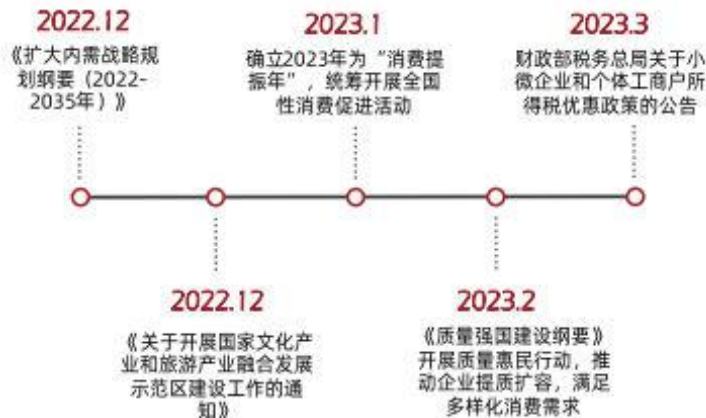 2022.12
《扩大内需战略规
划纲要（2022-
2035年）》
2023.1
确立2023年为“消费提
振年”，统筹开展全国
性消费促进活动
2023.3
财政部税务总局关于小
微企业和个体工商户所
得税优惠政策的公告
2022.12
《关于开展国家文化产
业和旅游产业融合发展
示范区建设工作的通
知》
2023.2
《质量强国建设纲要》
开展质量惠民行动，推
动企业提质扩容，满足
多样化消费需求